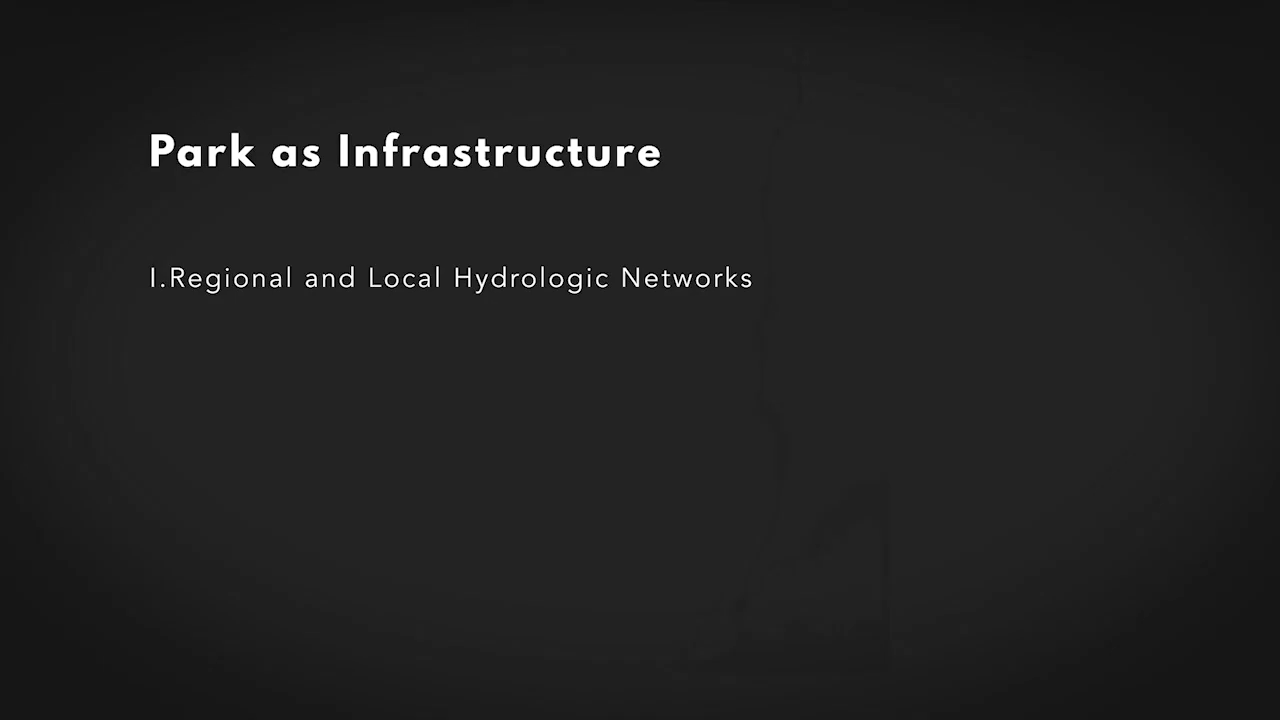 Park as Infrastructure
I.Regional and Local Hydrologic Networks